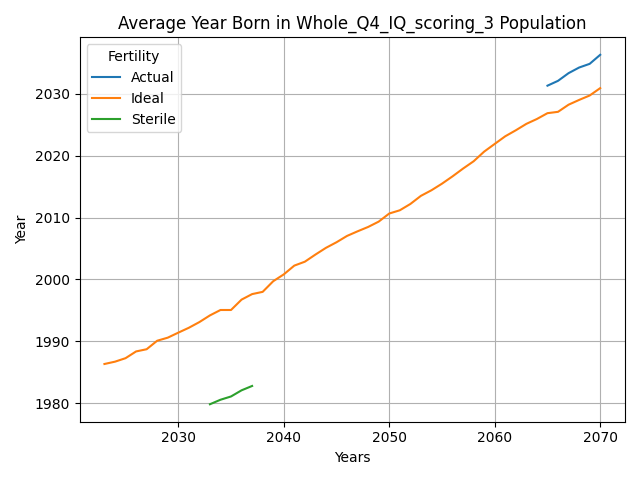 Average Year Born in Whole_Q4_IQ_scoring_3 Population
Fertility
Actual
Ideal
Sterile
Year
2030
2020
2010
2000
1990
1980
2030 2040 2050 2060 2070
Years